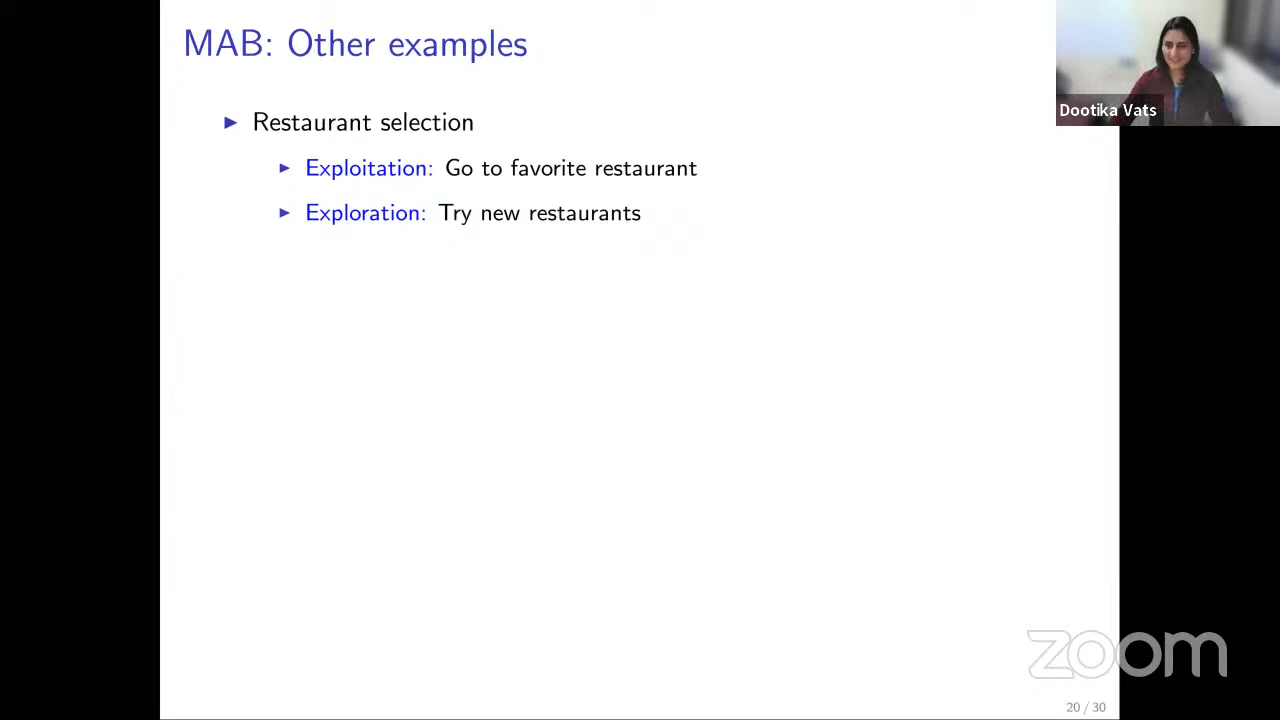 MAB: Other examples
Dootika Vats
▶ Restaurant selection
▶ Exploitation: Go to favorite restaurant
▶ Exploration: Try new restaurants
zoom
20 / 30